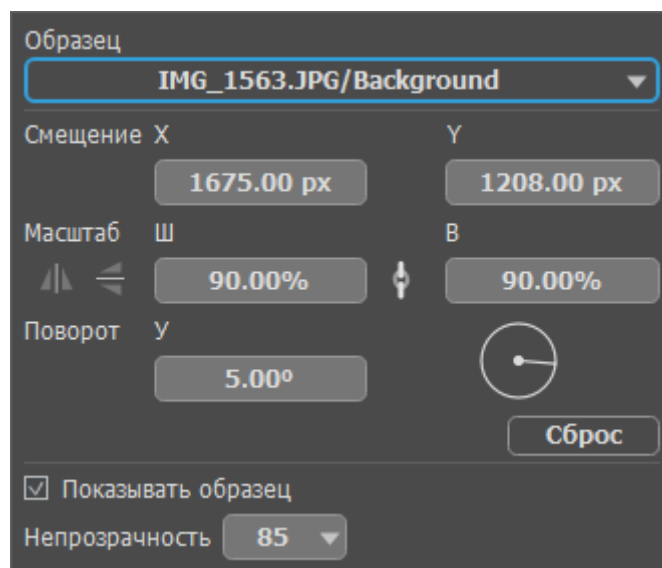 Образец
IMG_1563.JPG/Background
Смещение X Y
1675.00 px 1208.00 px
Масштаб Ш В
90.00% 90.00%
Поворот У
5.00º
Сброс
Показывать образец
Непрозрачность 85